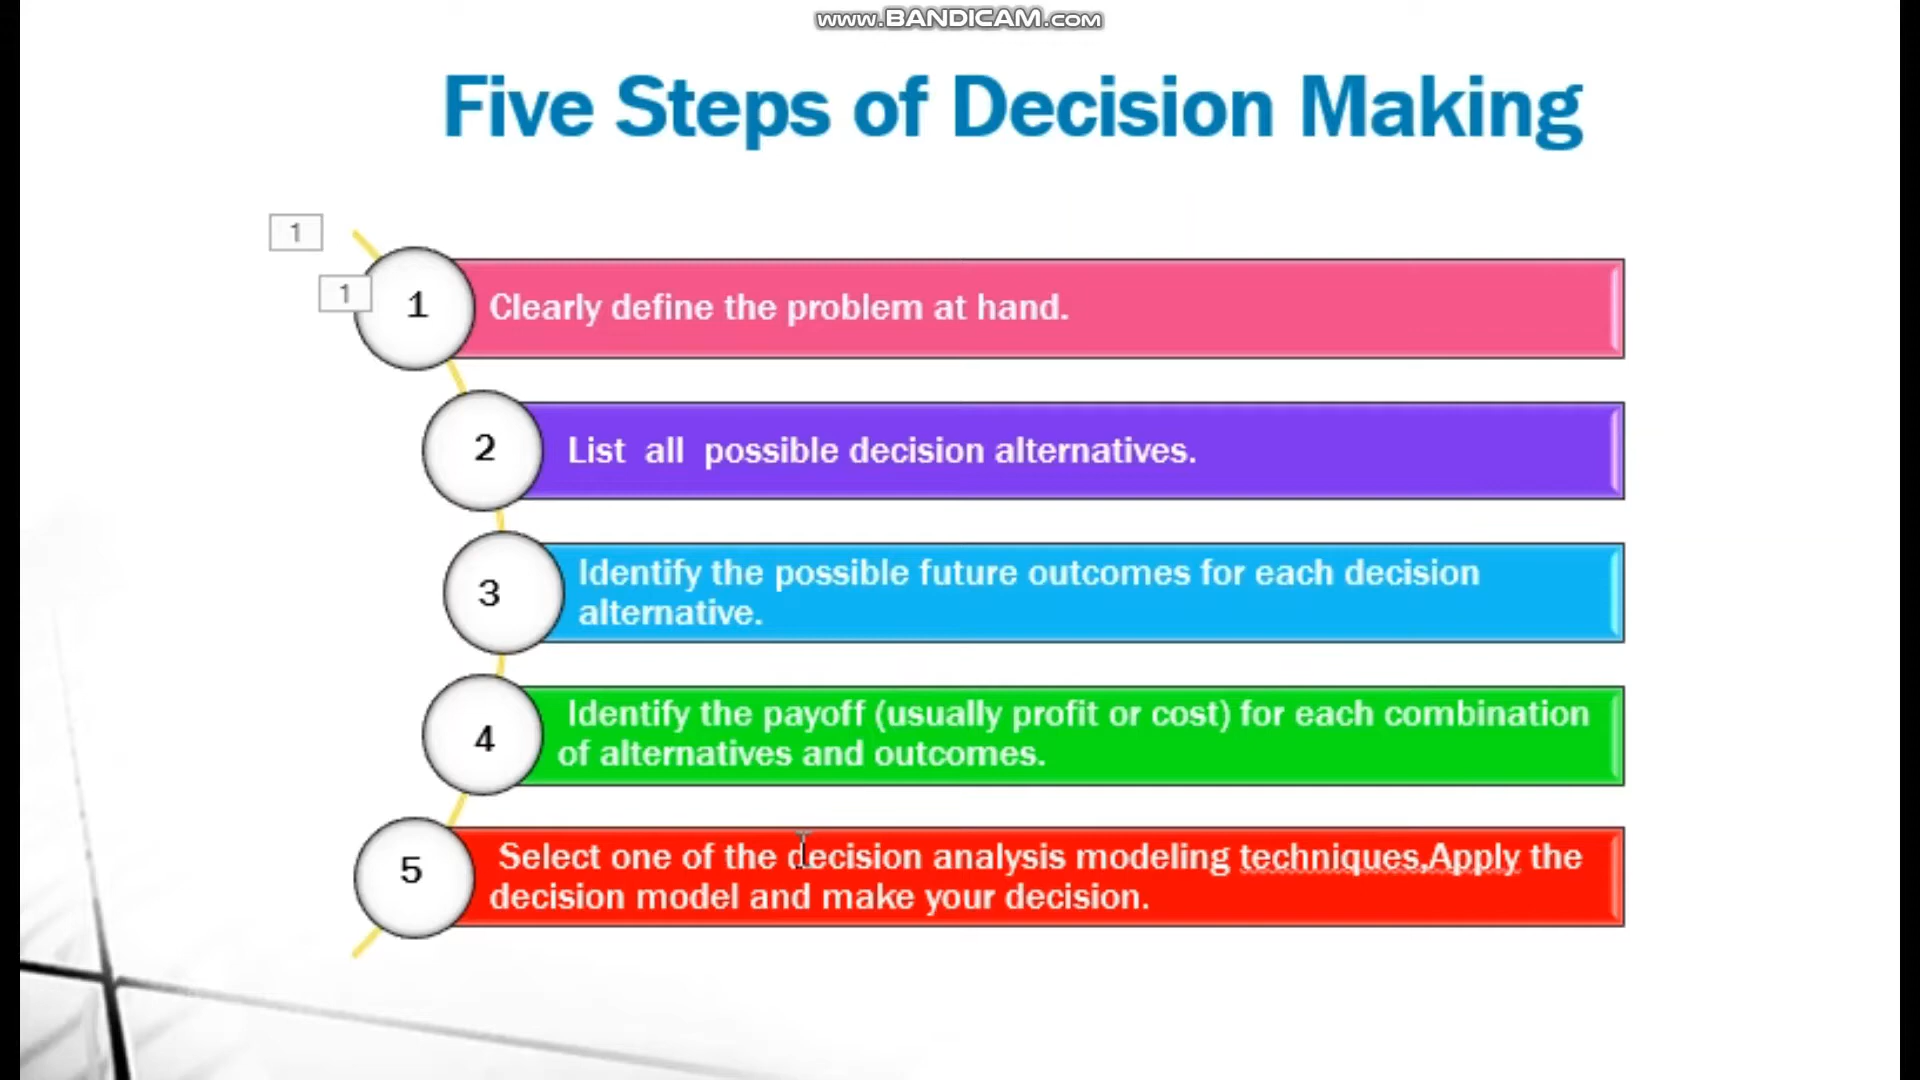 www.BANDICAM.com
Five Steps of Decision Making
1
1
1
Clearly define the problem at hand.
2
List all possible decision alternatives.
3
Identify the possible future outcomes for each decision
alternative.
4
Identify the payoff (usually profit or cost) for each combination
of alternatives and outcomes.
5
Select one of the decision analysis modeling techniques,Apply the
decision model and make your decision.